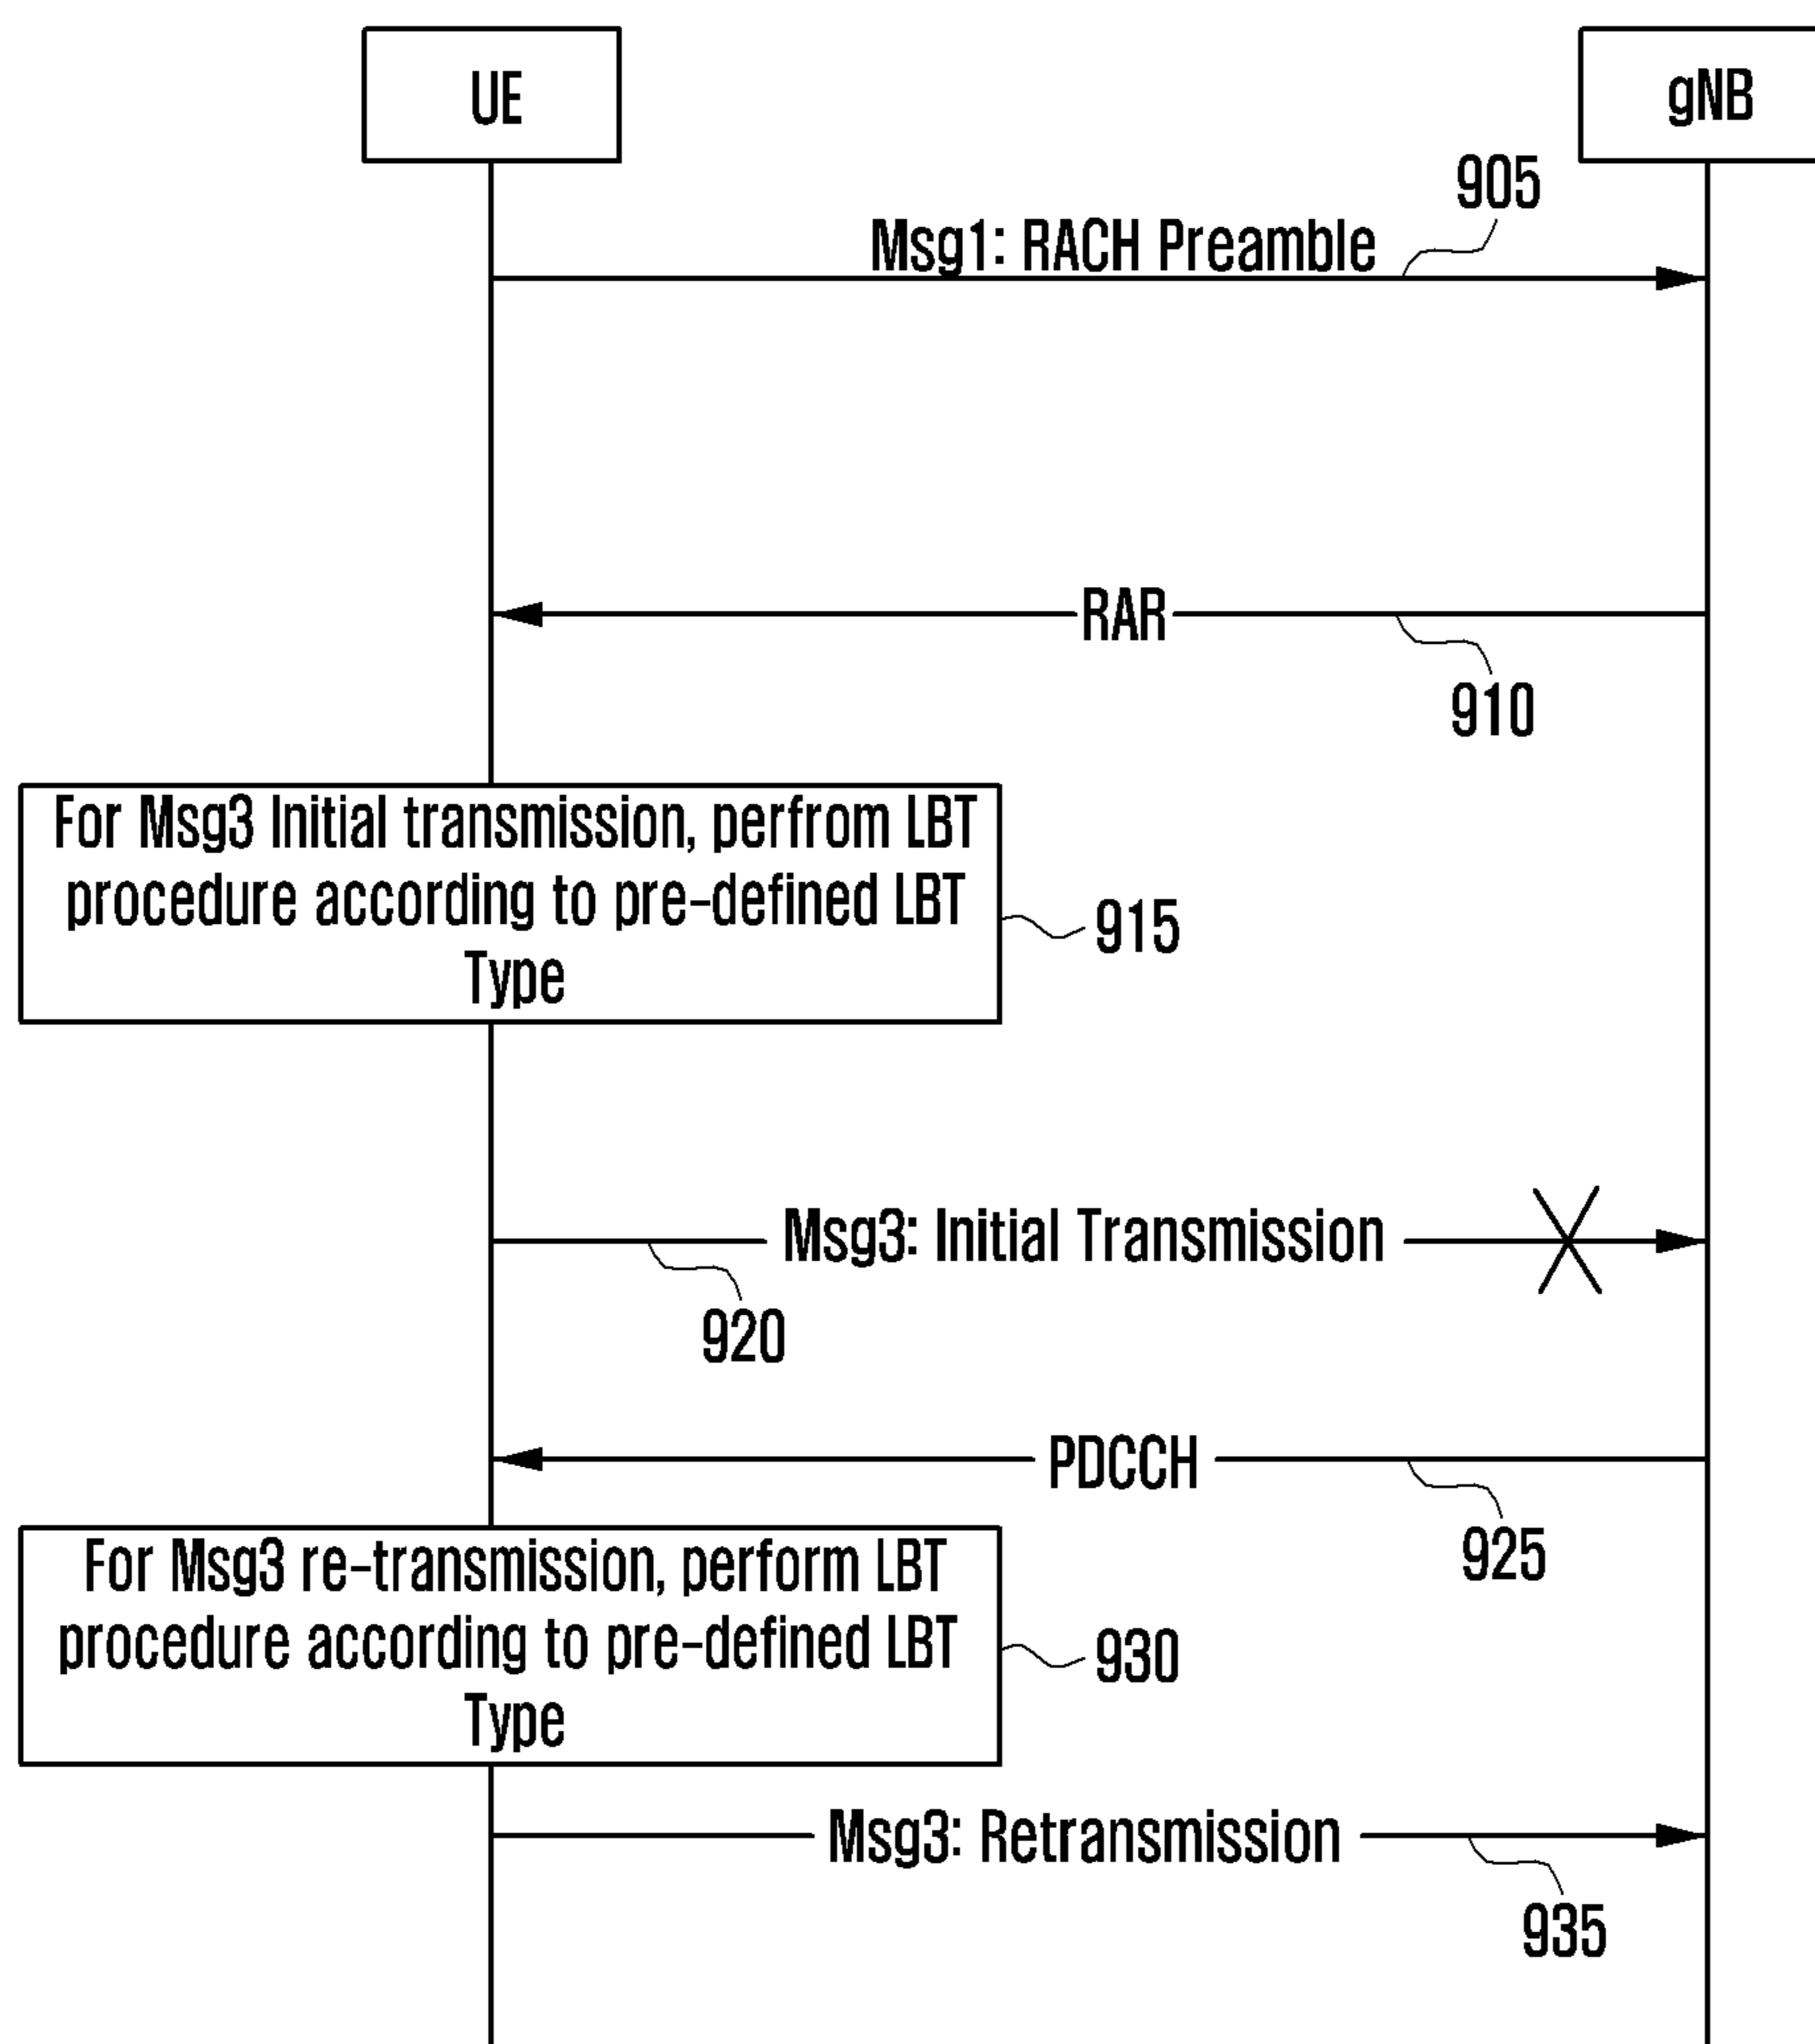 UE
gNB
905
Msg1: RACH Preamble
RAR
910
For Msg3 Initial transmission, perfrom LBT
procedure according to pre-defined LBT
Type
915
Msg3: Initial Transmission
920
PDCCH
925
For Msg3 re-transmission, perform LBT
procedure according to pre-defined LBT
Type
930
Msg3: Retransmission
935